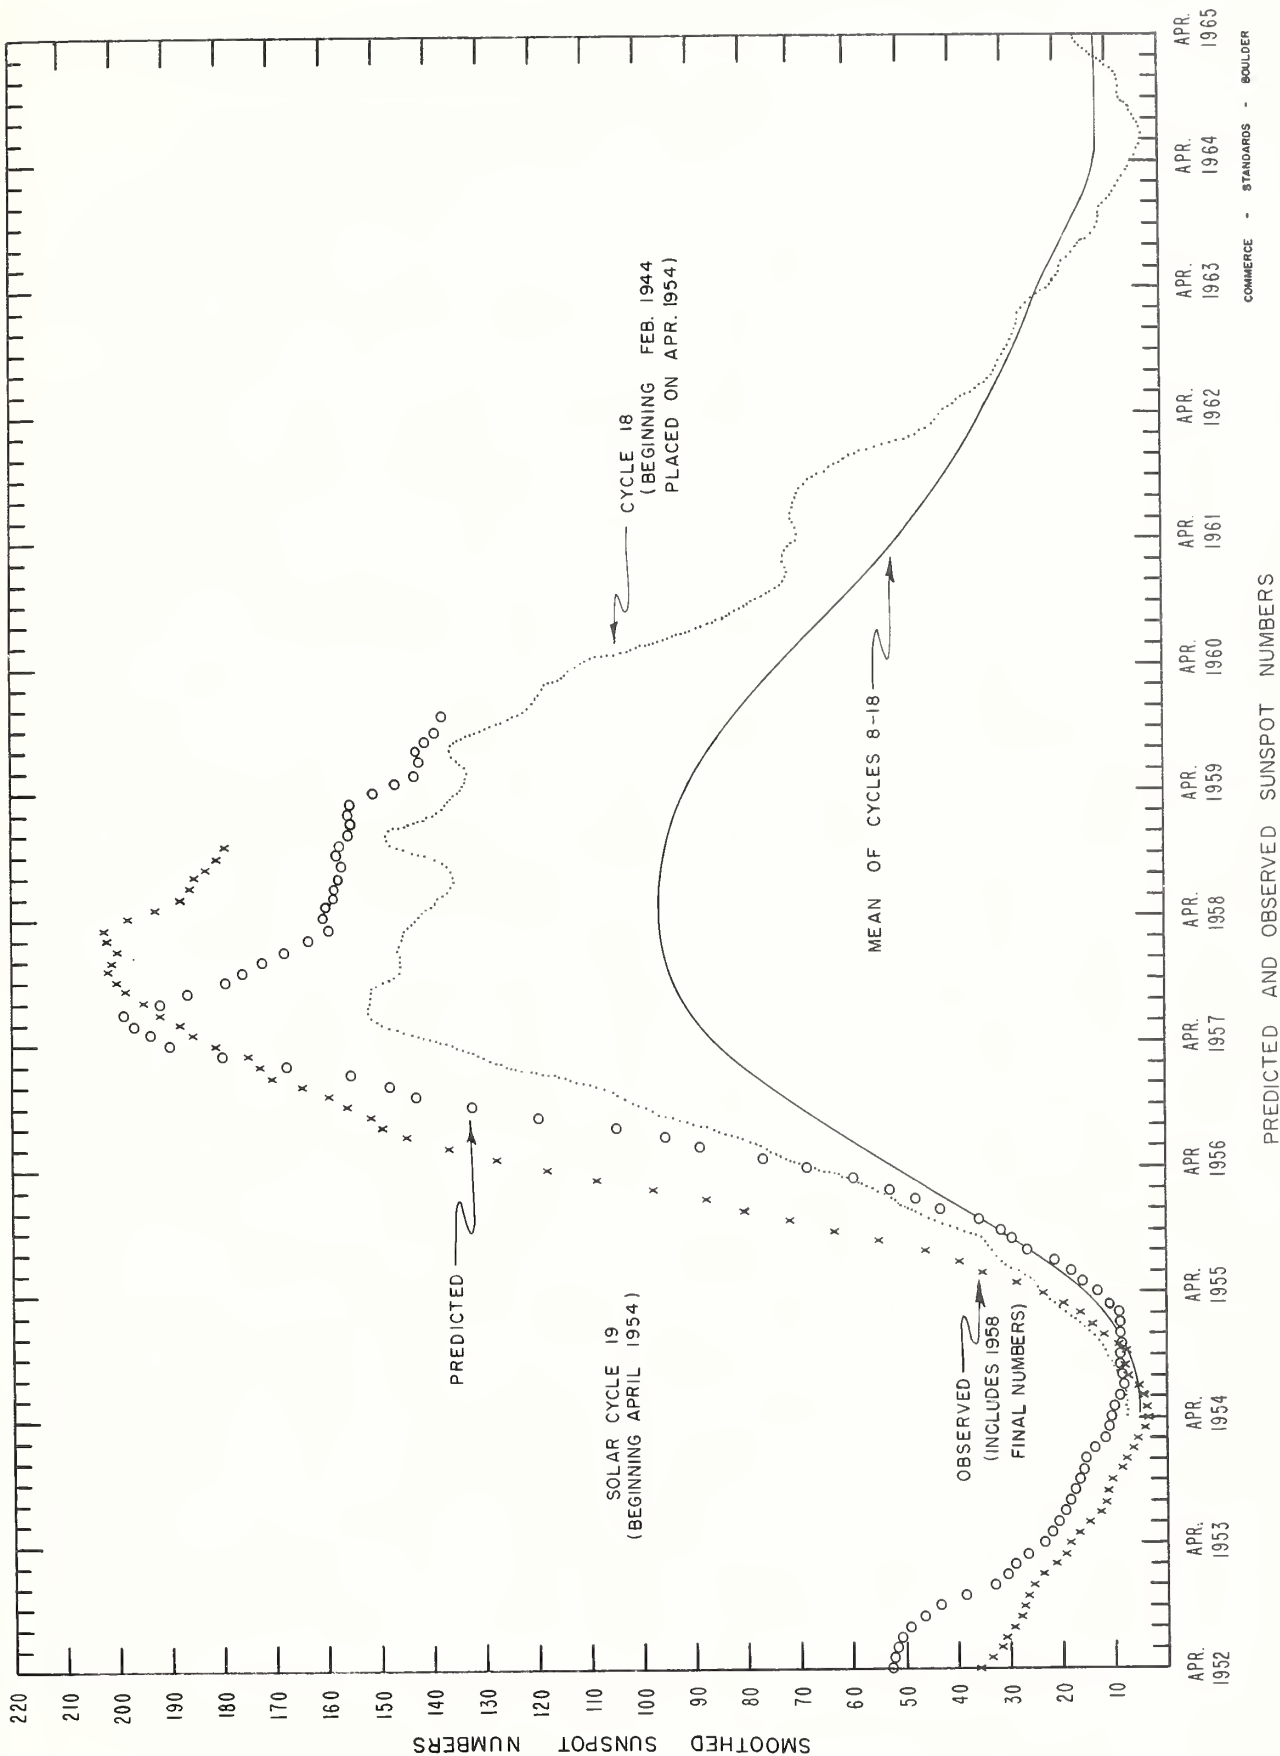 220
210
200
190
180
170
160
150
140
130
120
110
100
90
80
70
60
50
40
30
20
10
SMOOTHED SUNSPOT NUMBERS
PREDICTED
SOLAR CYCLE 19
(BEGINNING APRIL 1954)
OBSERVED
(INCLUDES 1958
FINAL NUMBERS)
CYCLE 18
(BEGINNING FEB. 1944
PLACED ON APR. 1954)
MEAN OF CYCLES 8-18
APR. 1952
APR. 1953
APR. 1954
APR. 1955
APR 1956
APR. 1957
APR. 1958
APR. 1959
APR. 1960
APR. 1961
APR. 1962
APR. 1963
APR. 1964
APR. 1965
COMMERCE - STANDARDS - BOULDER
PREDICTED AND OBSERVED SUNSPOT NUMBERS